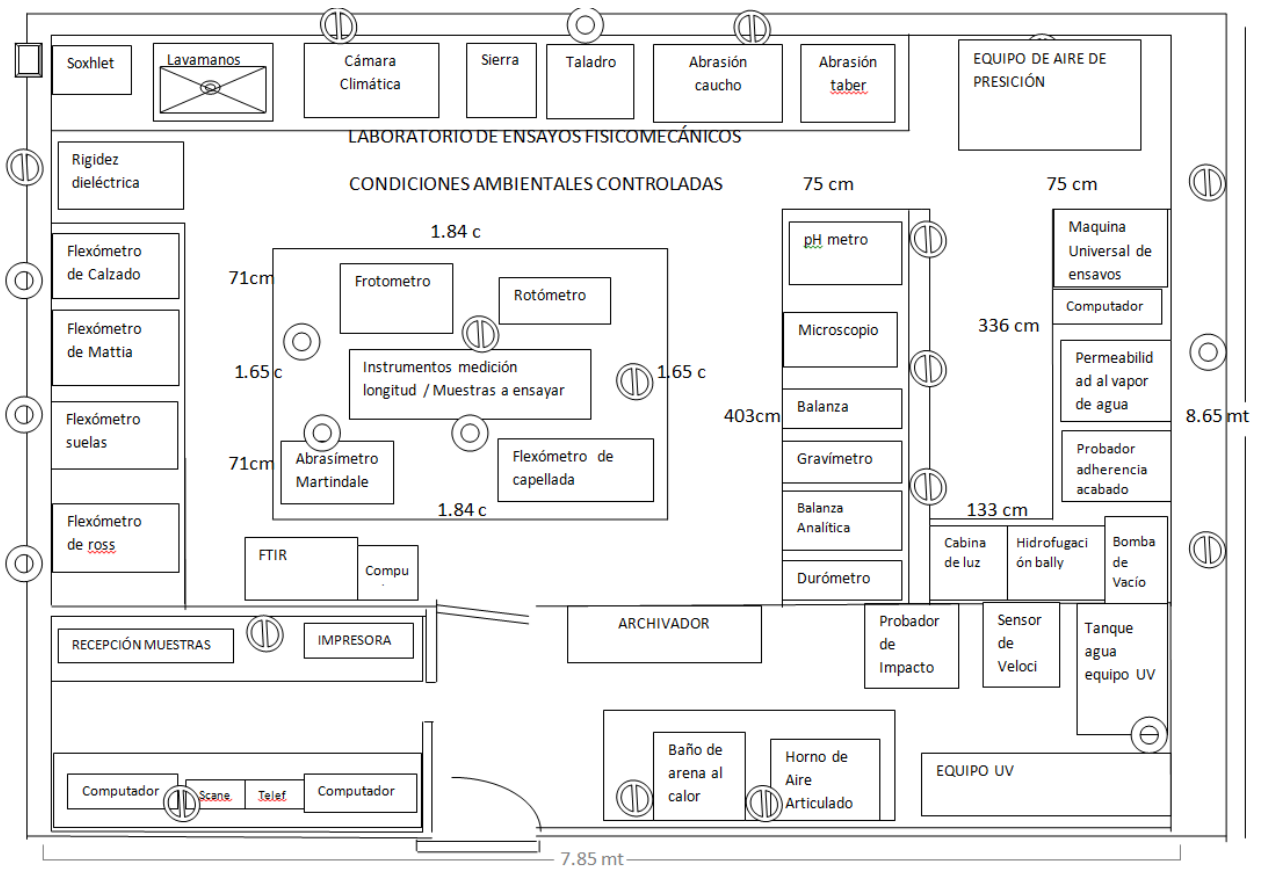 Soxhlet
Lavamanos
Cámara
Climática
Sierra
Taladro
Abrasión
caucho
Abrasión
taber
EQUIPO DE AIRE DE
PRESICIÓN
LABORATORIO DE ENSAYOS FISICOMECÁNICOS
CONDICIONES AMBIENTALES CONTROLADAS
75 cm
75 cm
Rigidez
dieléctrica
Flexómetro
de Calzado
Flexómetro
de Mattia
Flexómetro
suelas
Flexómetro
de ross
1.84 c
71cm
1.65 c
71cm
Frotometro
Rotómetro
Instrumentos medición
longitud / Muestras a ensayar
1.65 c
Abrasímetro
Martindale
Flexómetro de
capellada
1.84 c
FTIR
Compu
403cm
pH metro
Microscopio
Balanza
Gravímetro
Balanza
Analítica
Durómetro
336 cm
133 cm
Maquina
Universal de
ensavos
Computador
Permeabilid
ad al vapor
de agua
Probador
adherencia
acabado
8.65 mt
Cabina
de luz
Hidrofugaci
ón bally
Bomba
de
Vacío
RECEPCIÓN MUESTRAS
IMPRESORA
ARCHIVADOR
Probador
de
Impacto
Sensor
de
Veloci
Tanque
agua
equipo UV
Computador
Scane
Telef
Computador
Baño de
arena al
calor
Horno de
Aire
Articulado
EQUIPO UV
7.85 mt